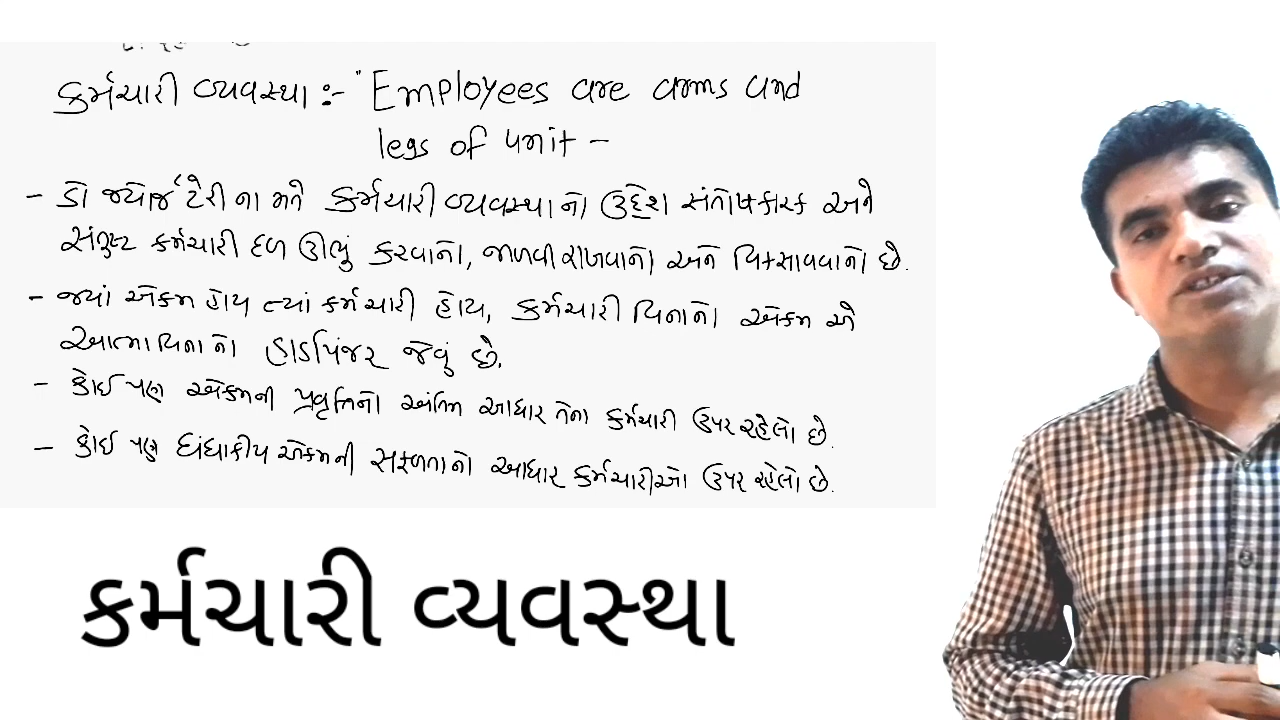 કર્મચારી વ્યવસ્થા :- "Employees are arms and
legs of unit -
- ડો જ્યોર્જ ટેરી ના મતે કર્મચારી વ્યવસ્થાનો ઉદ્દેશ સંતોષકારક અને
સંતુષ્ટ કર્મચારી દળ ઊભું કરવાનો, જાળવી રાખવાનો અને વિકસાવવાનો છે.
- જ્યાં એકમ હોય ત્યાં કર્મચારી હોય, કર્મચારી વિનાનો એકમ એ
આત્મા વિનાનો હાડપિંજર જેવું છે.
- કોઈ પણ એકમની પ્રવૃત્તિનો અંતિમ આધાર તેના કર્મચારી ઉપર રહેલો છે.
- કોઈ પણ ધંધાકીય એકમની સફળતાનો આધાર કર્મચારીઓ ઉપર રહેલો છે.
કર્મચારી વ્યવસ્થા